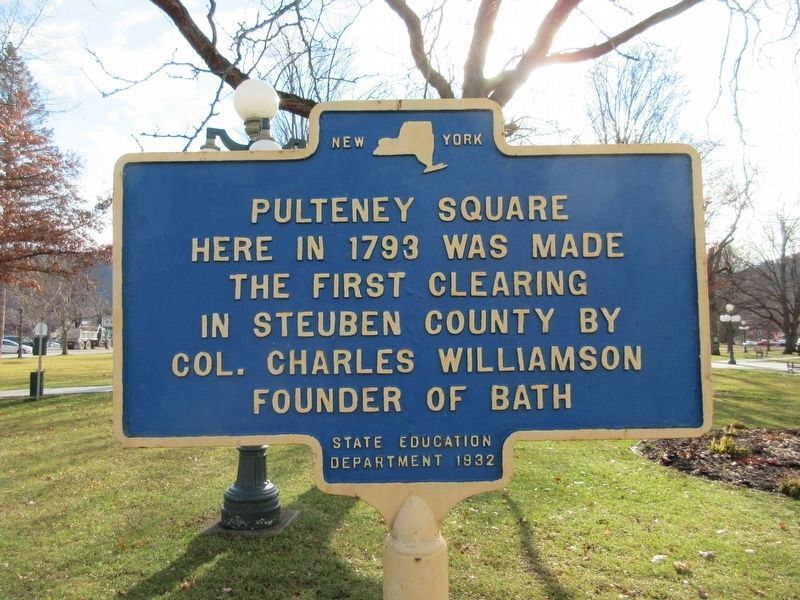 NEW YORK
PULTENEY SQUARE
HERE IN 1793 WAS MADE
THE FIRST CLEARING
IN STEUBEN COUNTY BY
COL. CHARLES WILLIAMSON
FOUNDER OF BATH
STATE EDUCATION
DEPARTMENT 1932